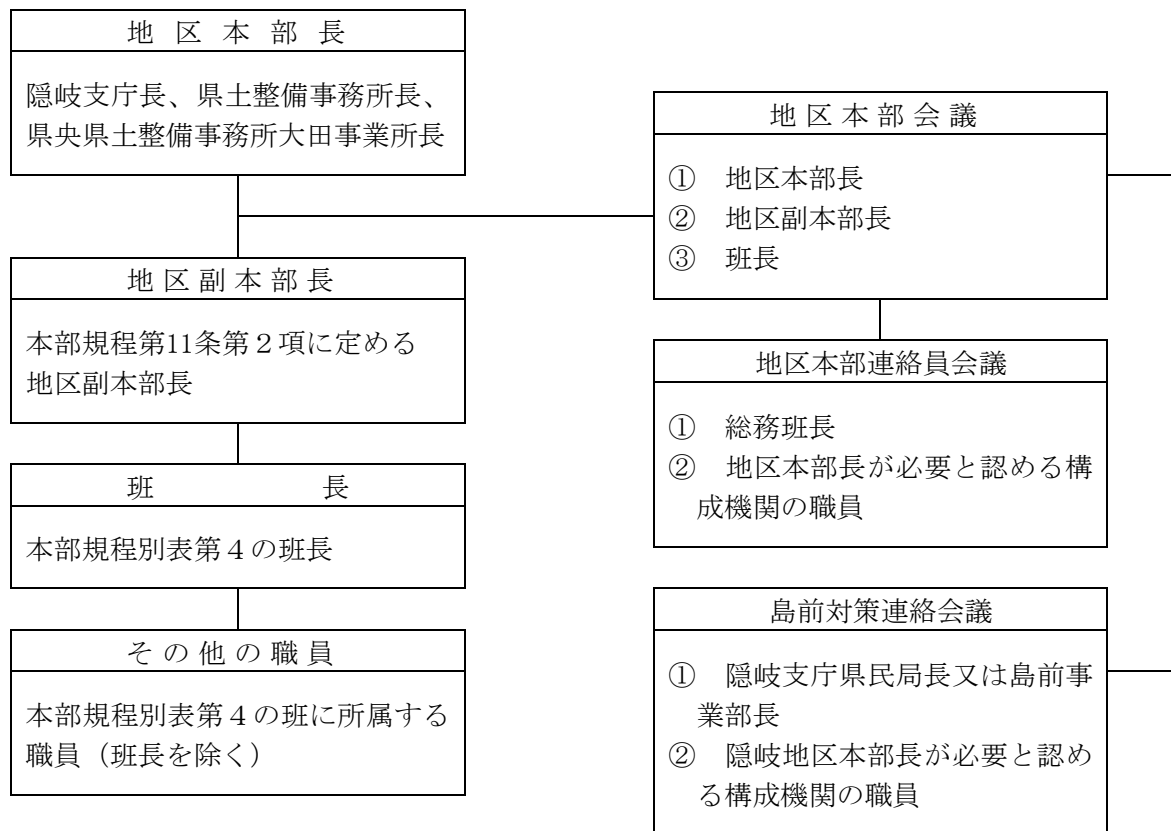 地区本部長
隠岐支庁長、県土整備事務所長、
県央県土整備事務所大田事業所長
地区副本部長
本部規程第11条第２項に定める
地区副本部長
班長
本部規程別表第４の班長
その他の職員
本部規程別表第４の班に所属する
職員（班長を除く）
地区本部会議
①　地区本部長
②　地区副本部長
③　班長
地区本部連絡員会議
①　総務班長
②　地区本部長が必要と認める構
成機関の職員
島前対策連絡会議
①　隠岐支庁県民局長又は島前事
業部長
②　隠岐地区本部長が必要と認め
る構成機関の職員